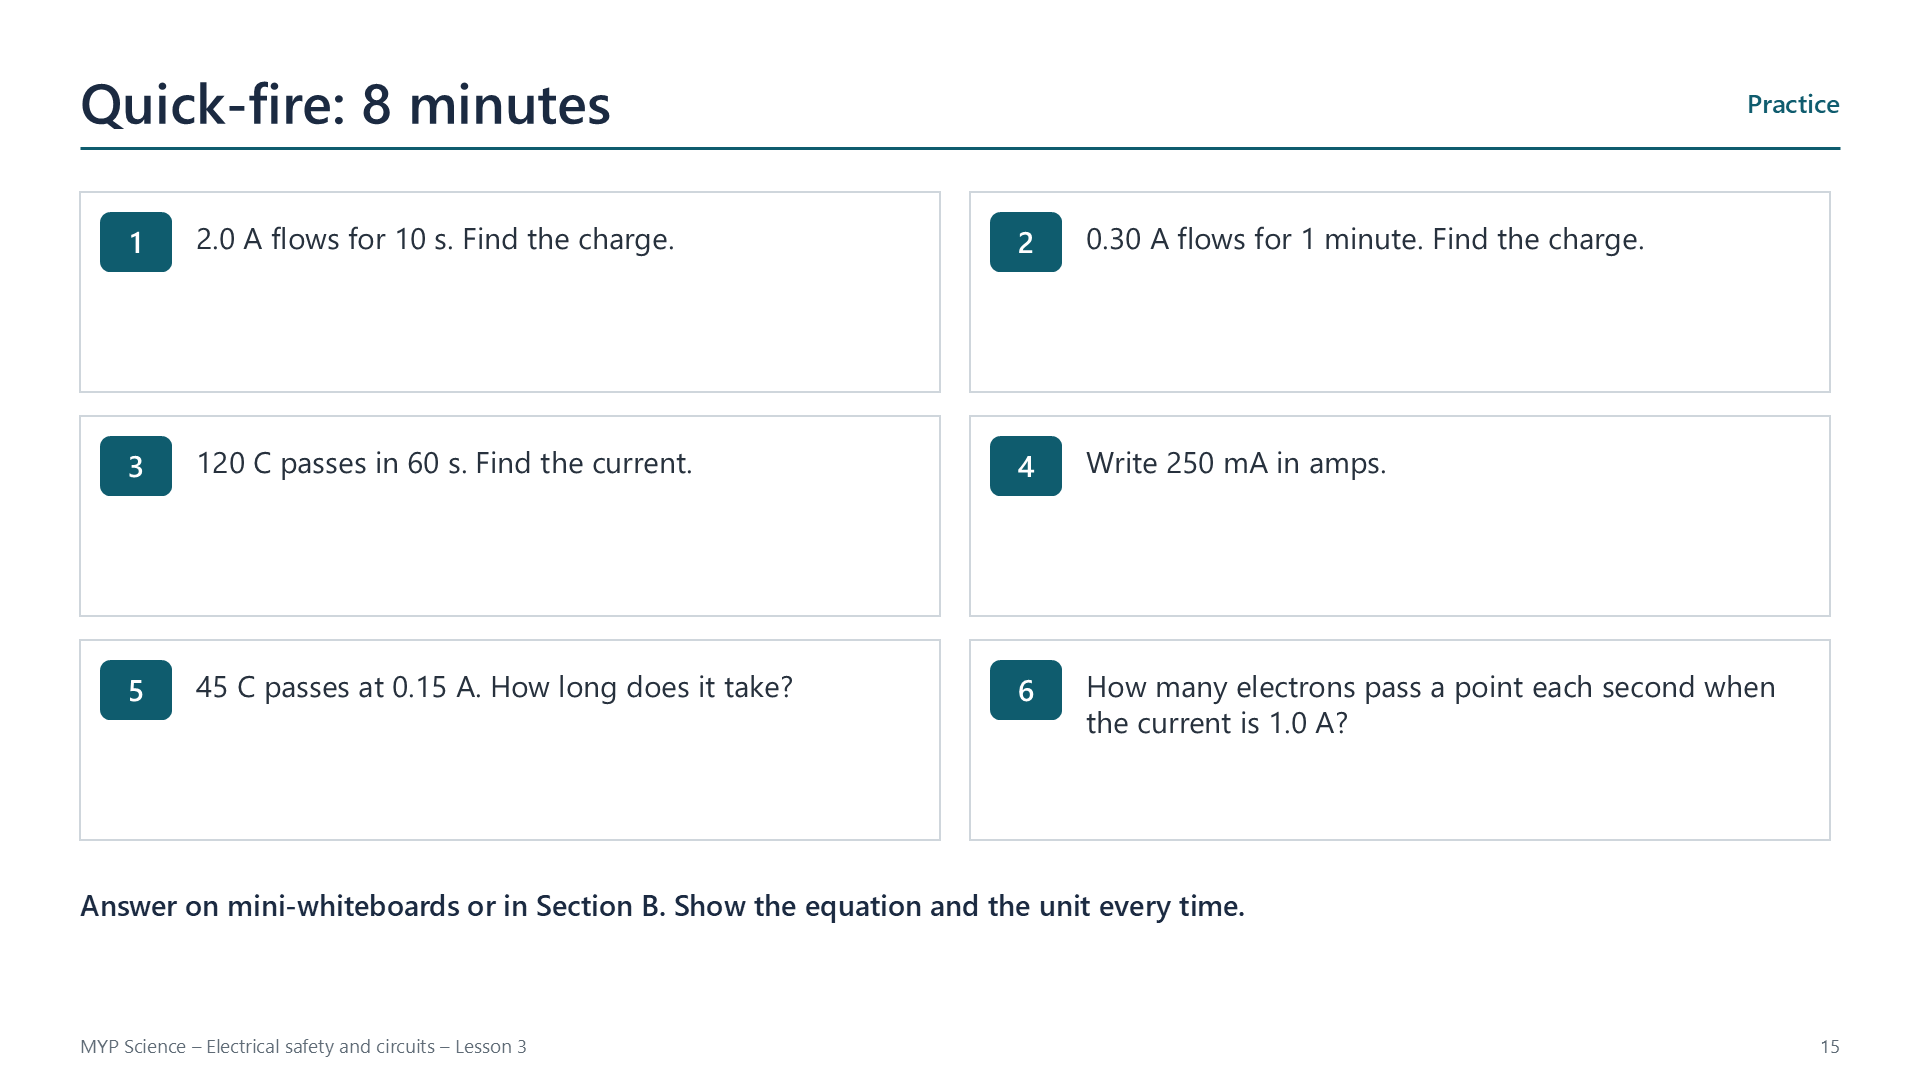 Quick-fire: 8 minutes
Practice
1
2.0 A flows for 10 s. Find the charge.
2
0.30 A flows for 1 minute. Find the charge.
3
120 C passes in 60 s. Find the current.
4
Write 250 mA in amps.
5
45 C passes at 0.15 A. How long does it take?
6
How many electrons pass a point each second when
the current is 1.0 A?
Answer on mini-whiteboards or in Section B. Show the equation and the unit every time.
MYP Science – Electrical safety and circuits – Lesson 3
15